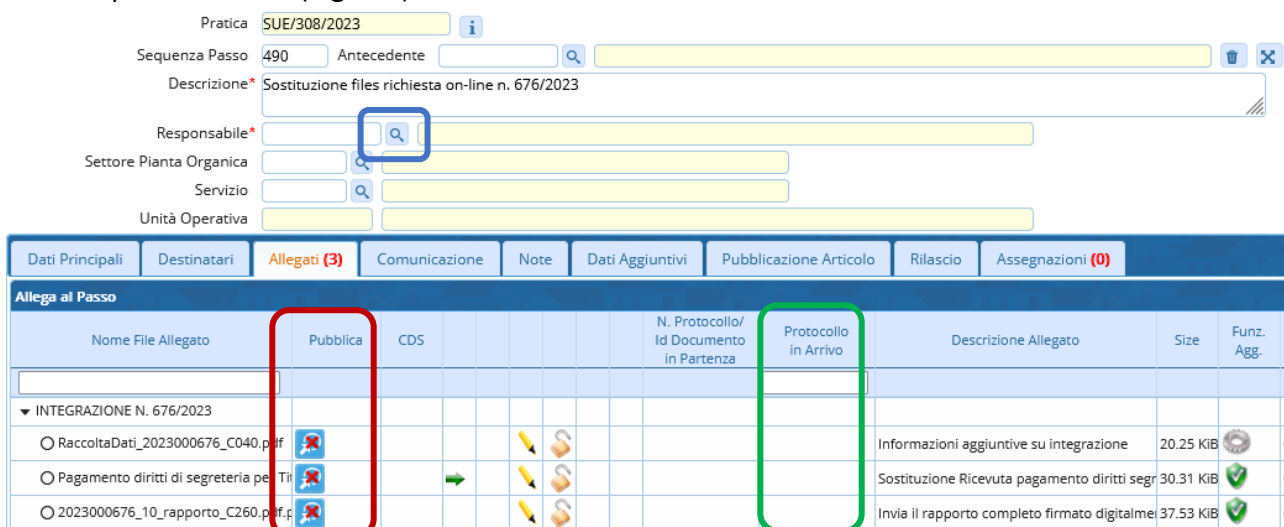 Pratica SUE/308/2023 i
Sequenza Passo 490 Antecedente
Descrizione* Sostituzione files richiesta on-line n. 676/2023
Responsabile*
Settore Pianta Organica
Servizio
Unità Operativa
Dati Principali Destinatari Allegati (3) Comunicazione Note Dati Aggiuntivi Pubblicazione Articolo Rilascio Assegnazioni (0)
Allega al Passo
Nome File Allegato Pubblica CDS N. Protocollo/ Id Documento in Partenza Protocollo in Arrivo Descrizione Allegato Size Funz. Agg.
INTEGRAZIONE N. 676/2023
RaccoltaDati_2023000676_C040.pdf Informazioni aggiuntive su integrazione 20.25 KiB
Pagamento diritti di segreteria per Tit Sostituzione Ricevuta pagamento diritti segr 30.31 KiB
2023000676_10_rapporto_C260.pdf.p Invia il rapporto completo firmato digitalme 37.53 KiB